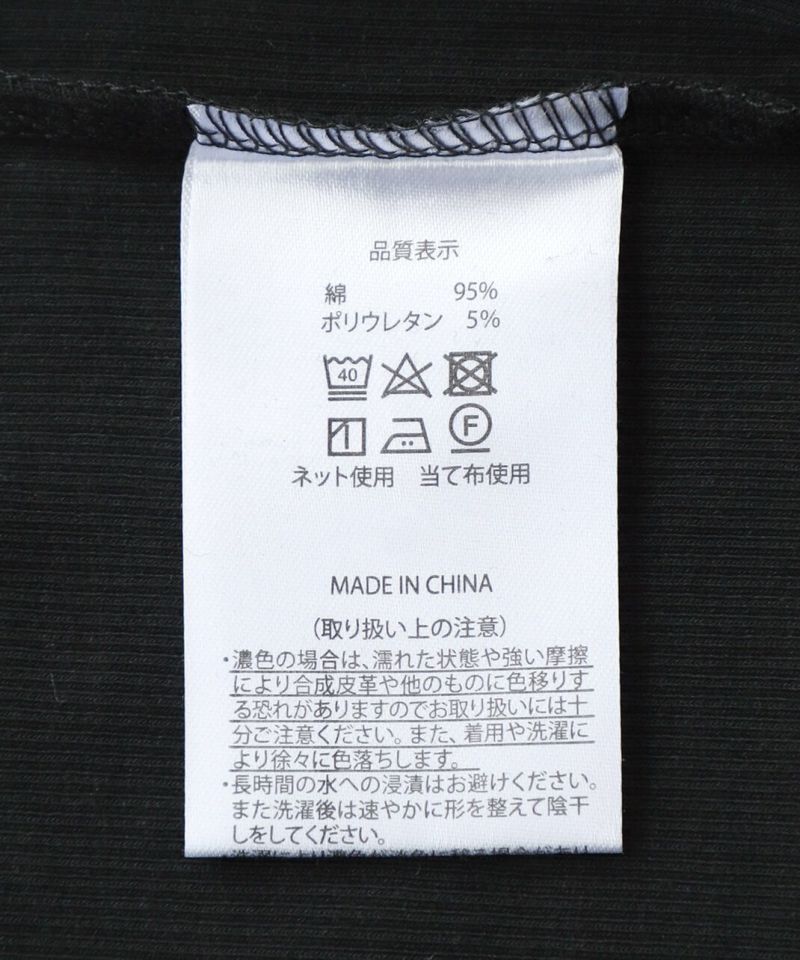 品質表示
綿 95%
ポリウレタン 5%
40
F
ネット使用 当て布使用
MADE IN CHINA
(取り扱い上の注意)
・濃色の場合は、濡れた状態や強い摩擦
により合成皮革や他のものに色移りす
る恐れがありますのでお取り扱いには十
分ご注意ください。また、着用や洗濯に
より徐々に色落ちします。
・長時間の水への浸漬はお避けください。
また洗濯後は速やかに形を整えて陰干
しをしてください。